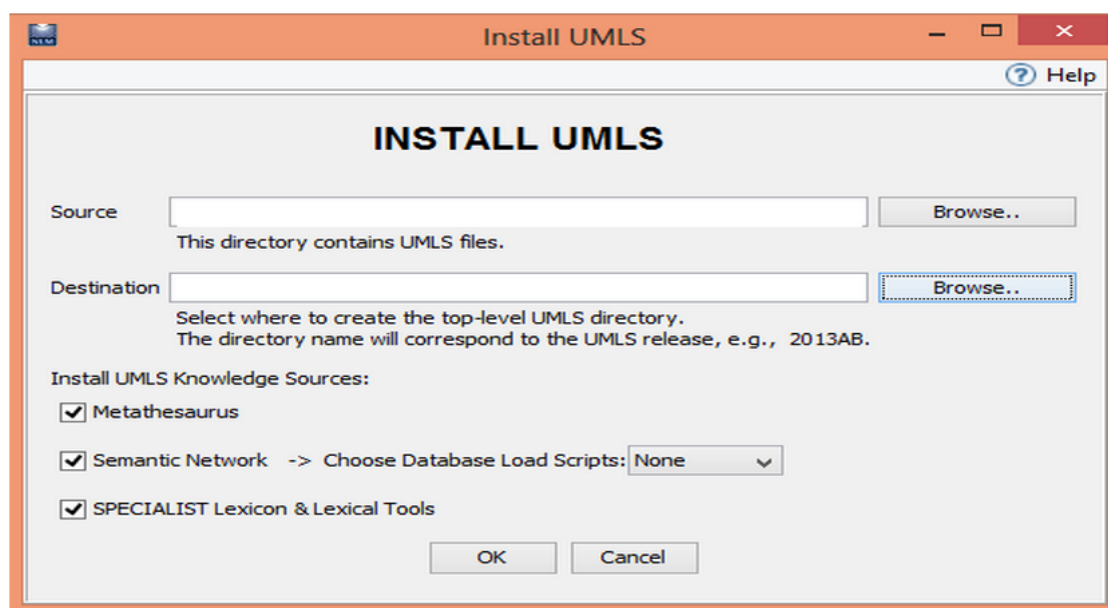 NLM
Install UMLS
Help
INSTALL UMLS
Source Browse..
This directory contains UMLS files.
Destination Browse..
Select where to create the top-level UMLS directory.
The directory name will correspond to the UMLS release, e.g., 2013AB.
Install UMLS Knowledge Sources:
Metathesaurus
Semantic Network -> Choose Database Load Scripts: None
SPECIALIST Lexicon & Lexical Tools
OK Cancel